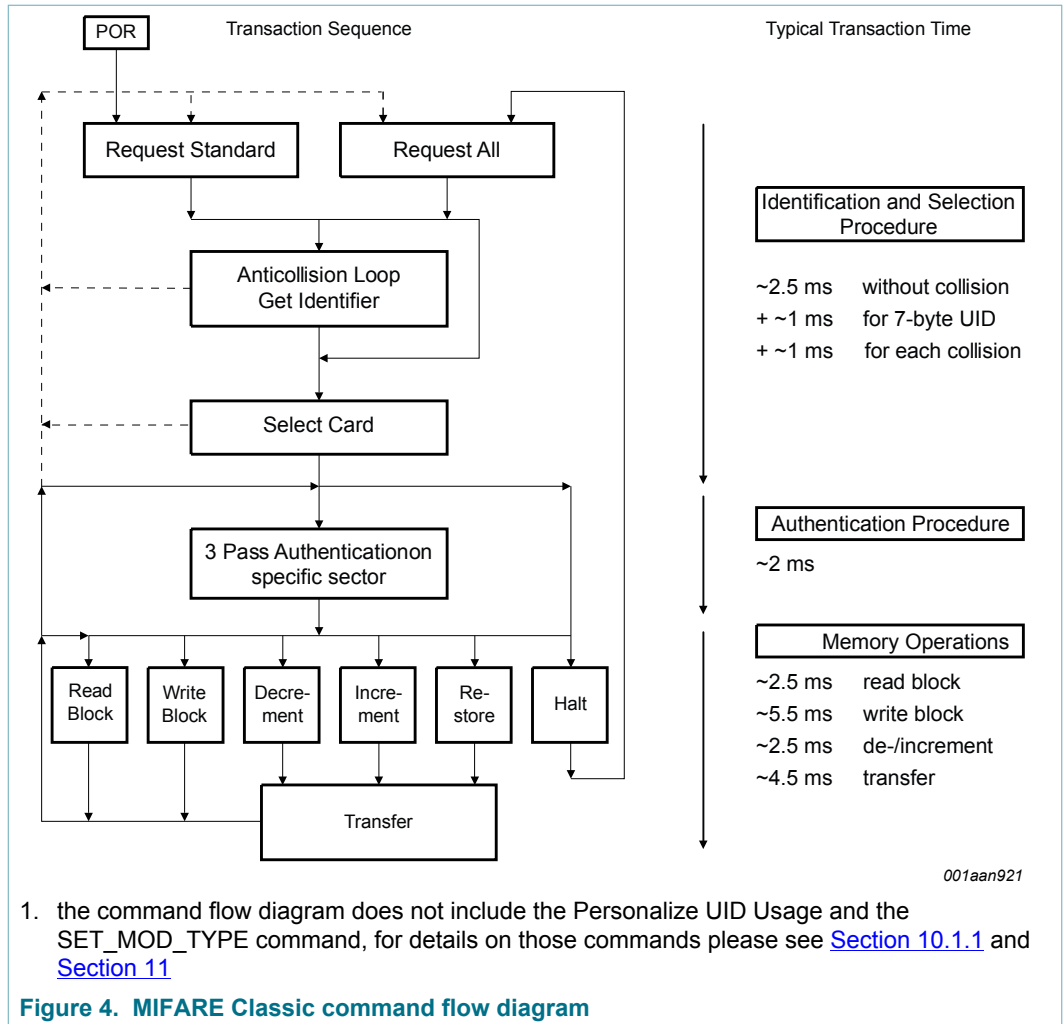 POR
Transaction Sequence
Typical Transaction Time
Request Standard
Request All
Identification and Selection
Procedure
Anticollision Loop
Get Identifier
~2.5 ms without collision
+ ~1 ms for 7-byte UID
+ ~1 ms for each collision
Select Card
3 Pass Authenticationon
specific sector
Authentication Procedure
~2 ms
Memory Operations
Read
Block
Write
Block
Decre-
ment
Incre-
ment
Re-
store
Halt
~2.5 ms read block
~5.5 ms write block
~2.5 ms de-/increment
~4.5 ms transfer
Transfer
001aan921
1. the command flow diagram does not include the Personalize UID Usage and the
SET_MOD_TYPE command, for details on those commands please see Section 10.1.1 and
Section 11
Figure 4. MIFARE Classic command flow diagram